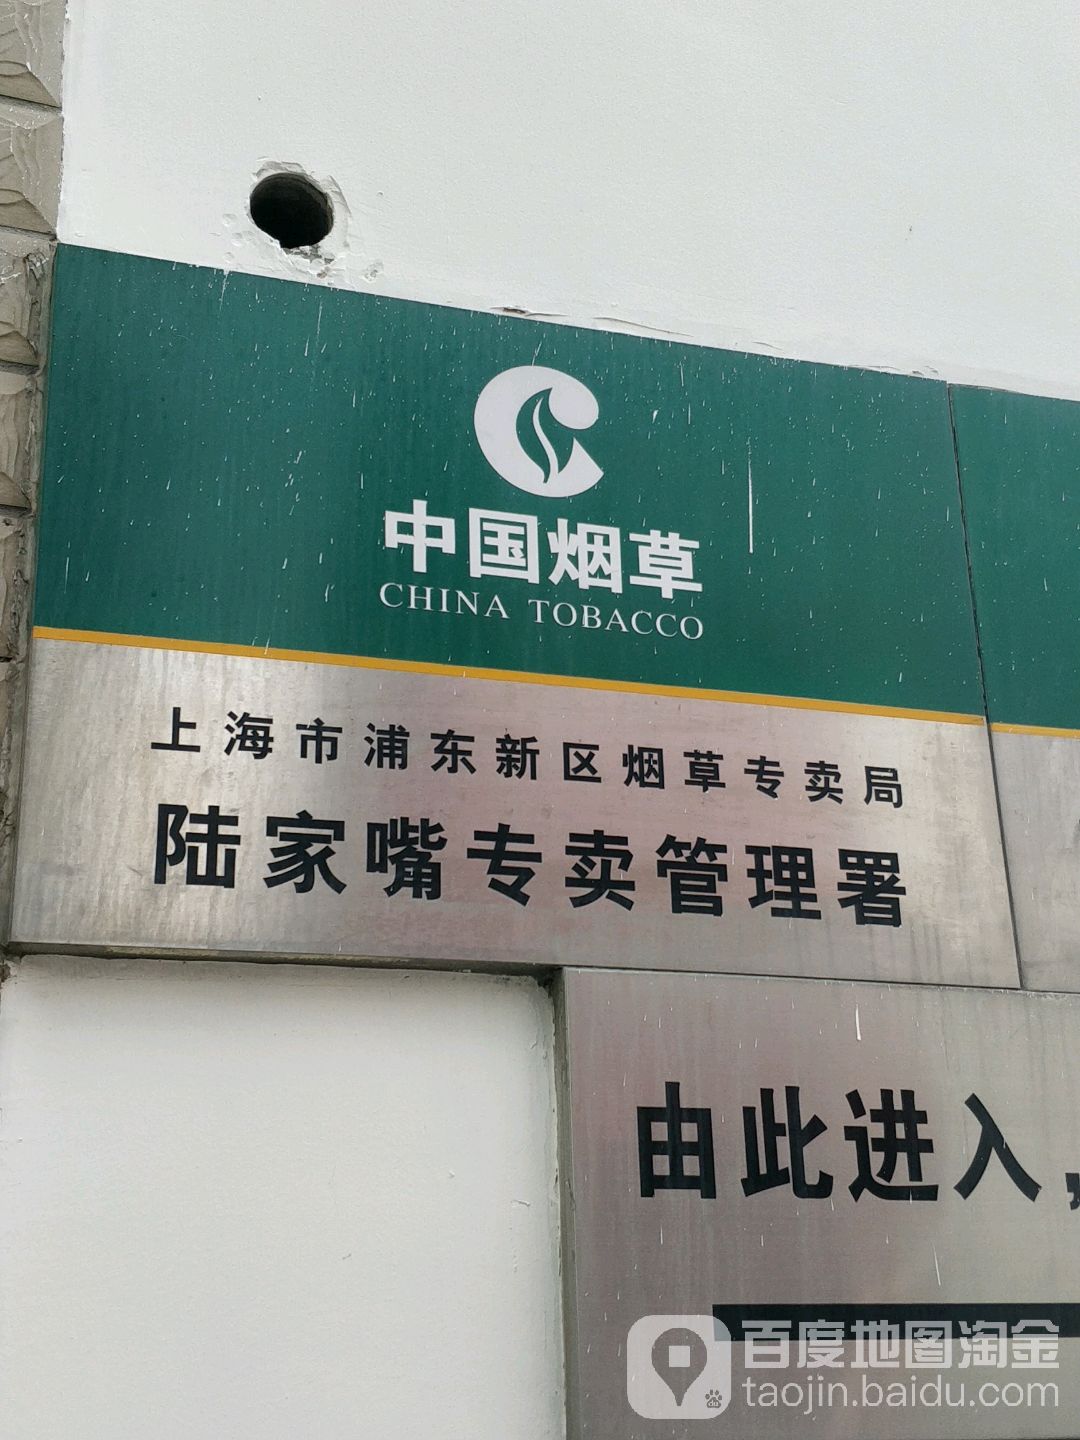 中国烟草
CHINA TOBACCO
上海市浦东新区烟草专卖局
陆家嘴专卖管理署
由此进入,
百度地图淘金
taojin.baidu.com